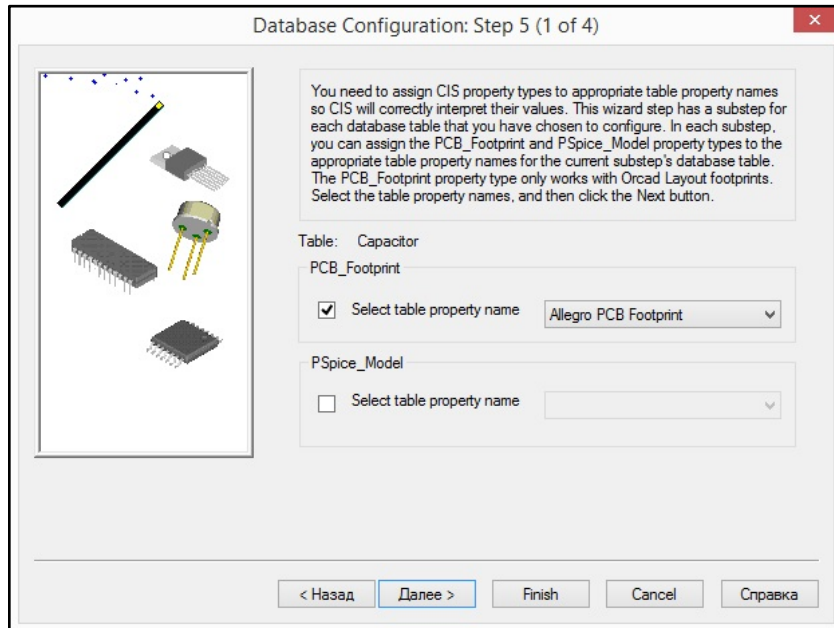 Database Configuration: Step 5 (1 of 4)
You need to assign CIS property types to appropriate table property names
so CIS will correctly interpret their values. This wizard step has a substep for
each database table that you have chosen to configure. In each substep,
you can assign the PCB_Footprint and PSpice_Model property types to the
appropriate table property names for the current substep's database table.
The PCB_Footprint property type only works with Orcad Layout footprints.
Select the table property names, and then click the Next button.
Table: Capacitor
PCB_Footprint
Select table property name Allegro PCB Footprint
PSpice_Model
Select table property name
< Назад Далее > Finish Cancel Справка